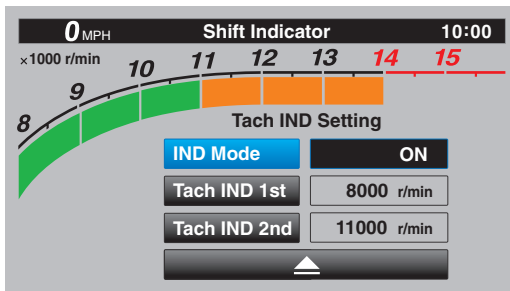 0 MPH Shift Indicator 10:00
×1000 r/min
8 9 10 11 12 13 14 15
Tach IND Setting
IND Mode ON
Tach IND 1st 8000 r/min
Tach IND 2nd 11000 r/min